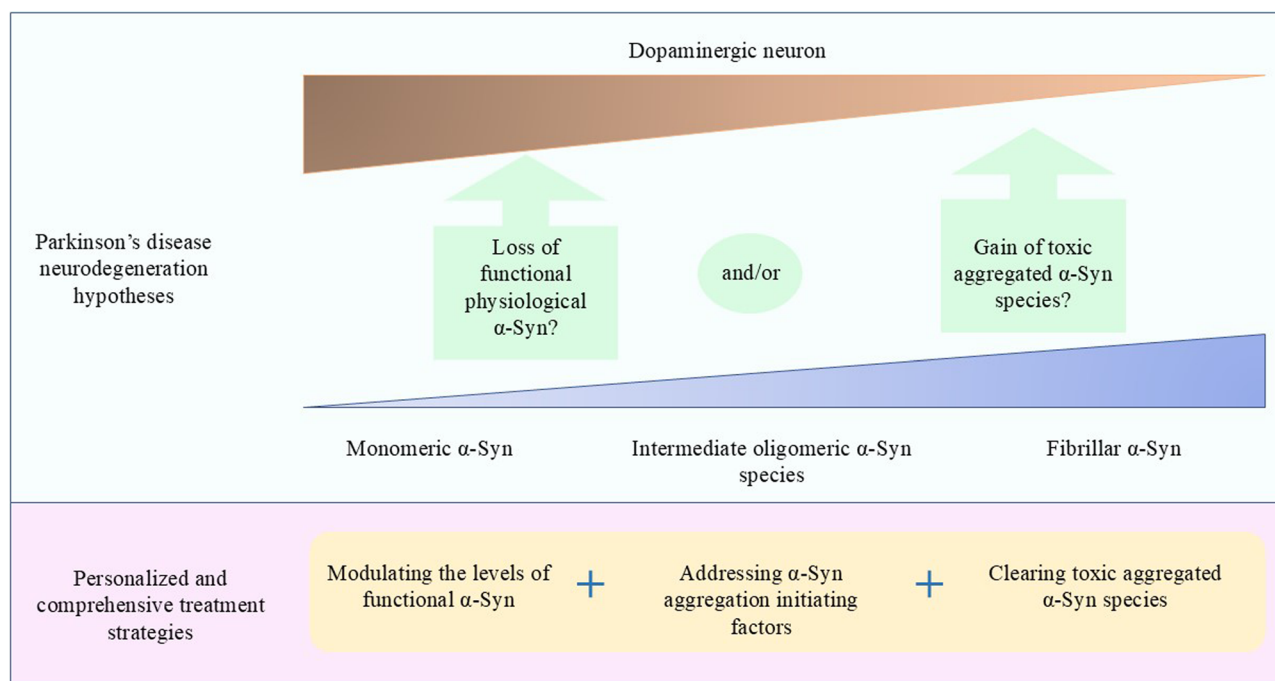 Dopaminergic neuron
Parkinson’s disease
neurodegeneration
hypotheses
Loss of
functional
physiological
α-Syn?
and/or
Gain of toxic
aggregated α-Syn
species?
Monomeric α-Syn
Intermediate oligomeric α-Syn
species
Fibrillar α-Syn
Personalized and
comprehensive treatment
strategies
Modulating the levels of
functional α-Syn
+
Addressing α-Syn
aggregation initiating
factors
+
Clearing toxic aggregated
α-Syn species